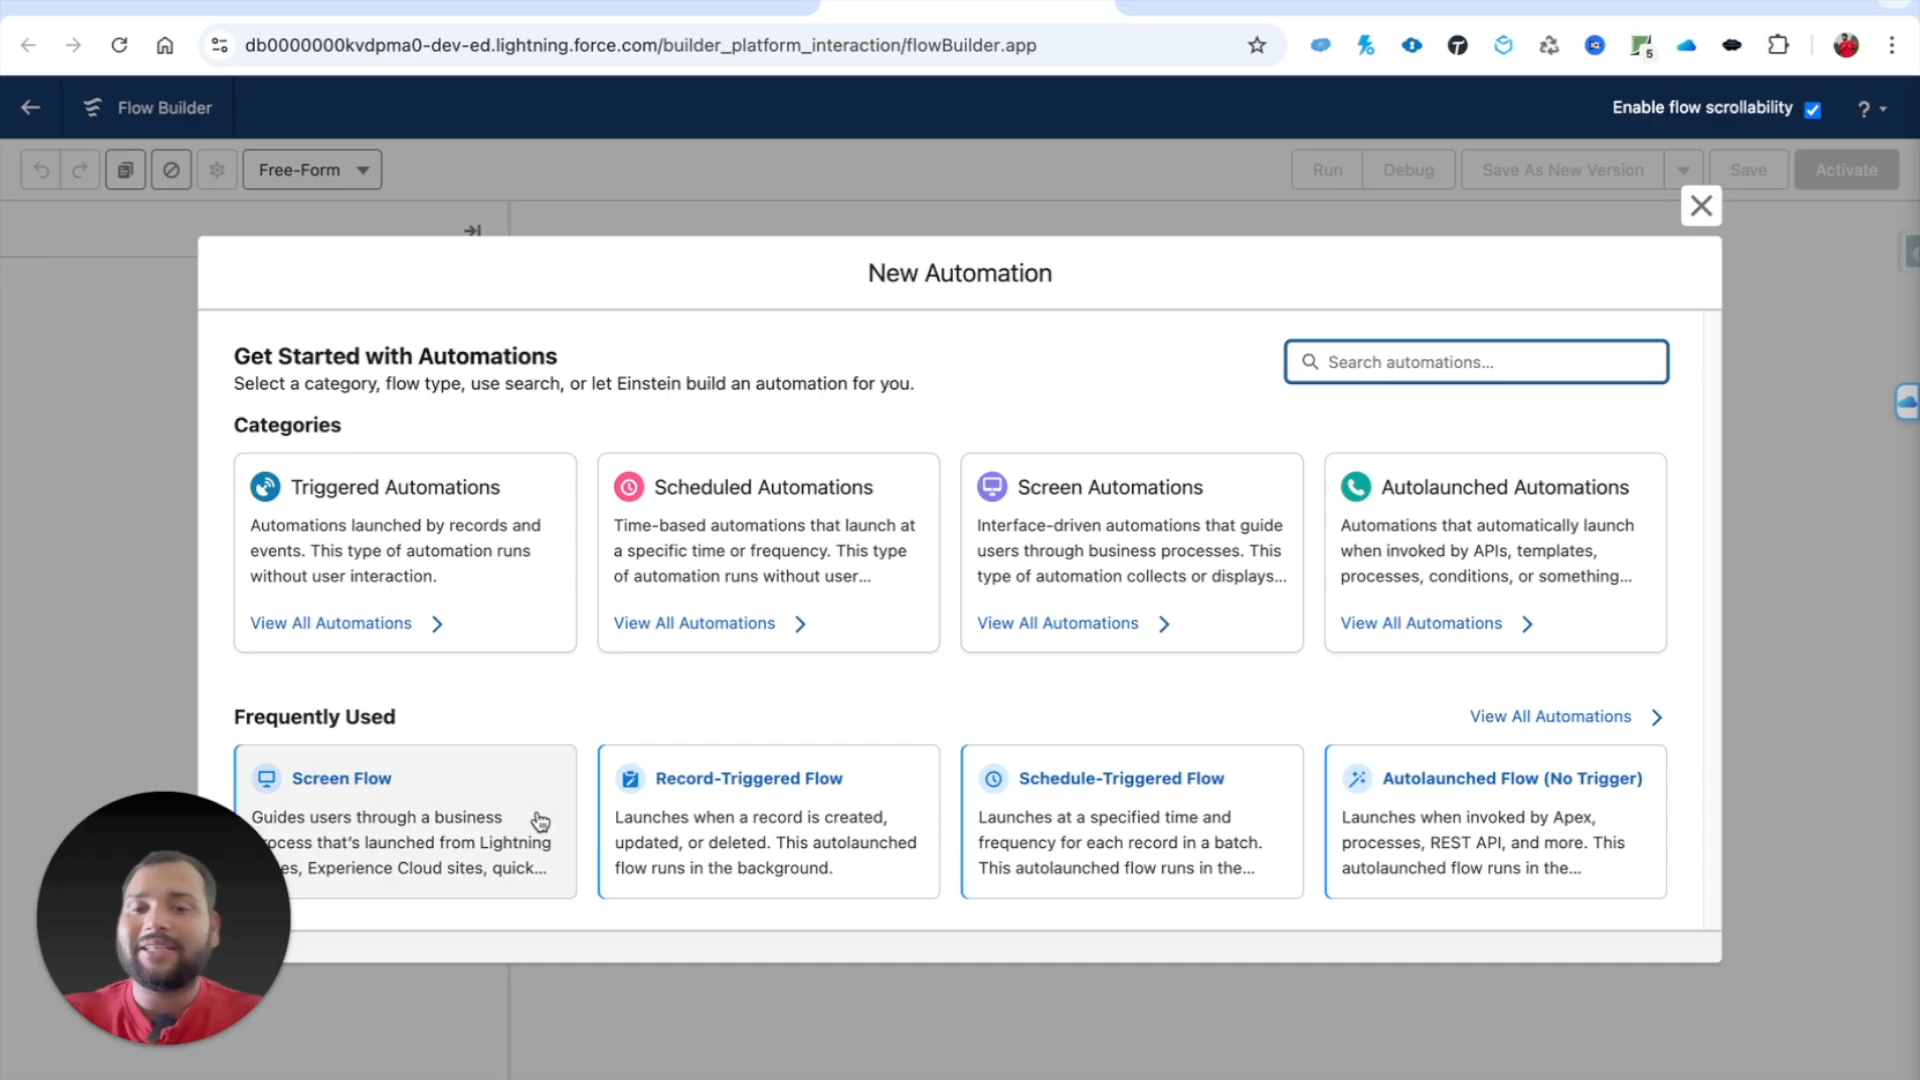 db0000000kvdpma0-dev-ed.lightning.force.com/builder_platform_interaction/flowBuilder.app
5
Flow Builder
Enable flow scrollability
?
Free-Form
Run
Debug
Save As New Version
Save
Activate
New Automation
Get Started with Automations
Select a category, flow type, use search, or let Einstein build an automation for you.
Search automations...
Categories
Triggered Automations
Automations launched by records and
events. This type of automation runs
without user interaction.
View All Automations
Scheduled Automations
Time-based automations that launch at
a specific time or frequency. This type
of automation runs without user...
View All Automations
Screen Automations
Interface-driven automations that guide
users through business processes. This
type of automation collects or displays...
View All Automations
Autolaunched Automations
Automations that automatically launch
when invoked by APIs, templates,
processes, conditions, or something...
View All Automations
Frequently Used
View All Automations
Screen Flow
Guides users through a business
ocess that's launched from Lightning
es, Experience Cloud sites, quick...
Record-Triggered Flow
Launches when a record is created,
updated, or deleted. This autolaunched
flow runs in the background.
Schedule-Triggered Flow
Launches at a specified time and
frequency for each record in a batch.
This autolaunched flow runs in the...
Autolaunched Flow (No Trigger)
Launches when invoked by Apex,
processes, REST API, and more. This
autolaunched flow runs in the...